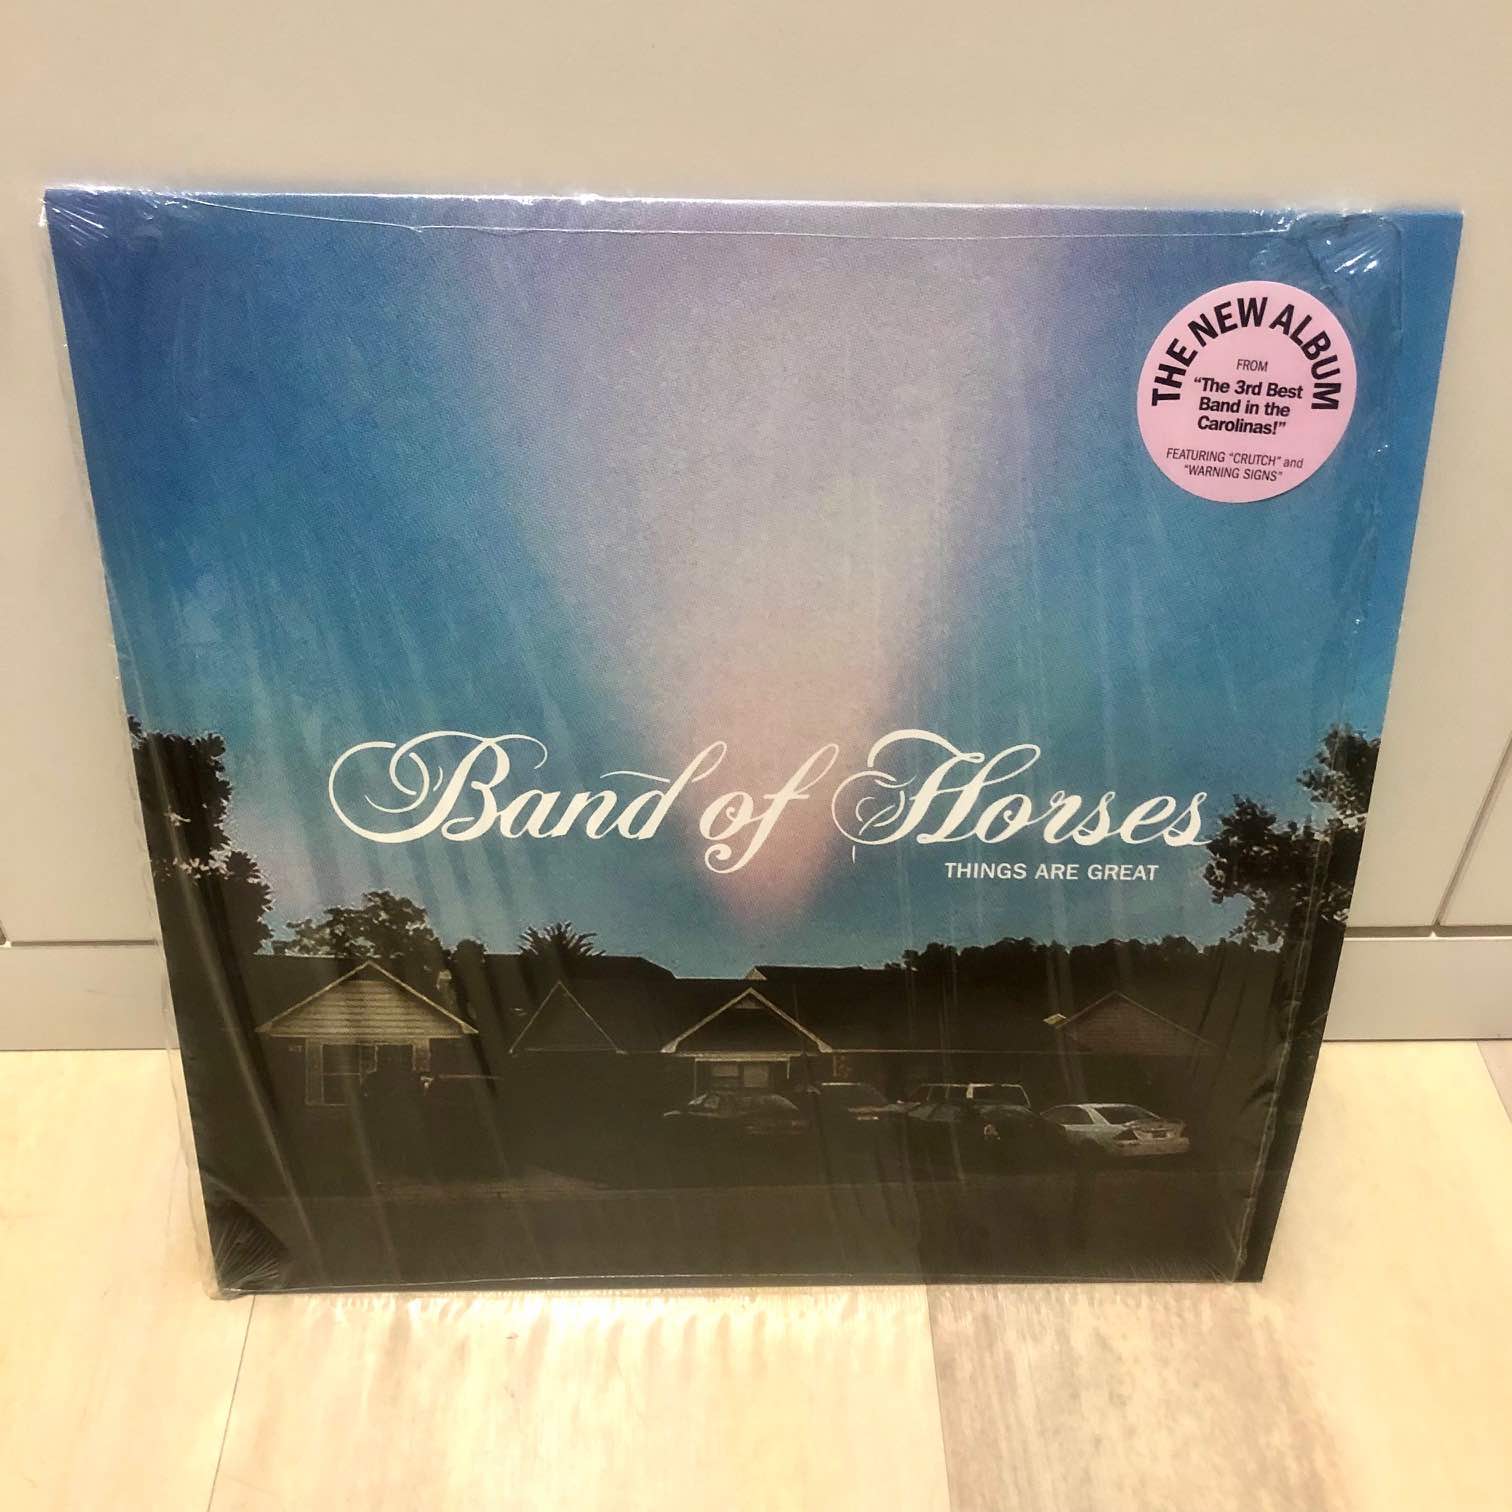 THE NEW ALBUM
FROM
"The 3rd Best
Band in the
Carolinas!"
FEATURING "CRUTCH" and
"WARNING SIGNS"
Band of Horses
THINGS ARE GREAT